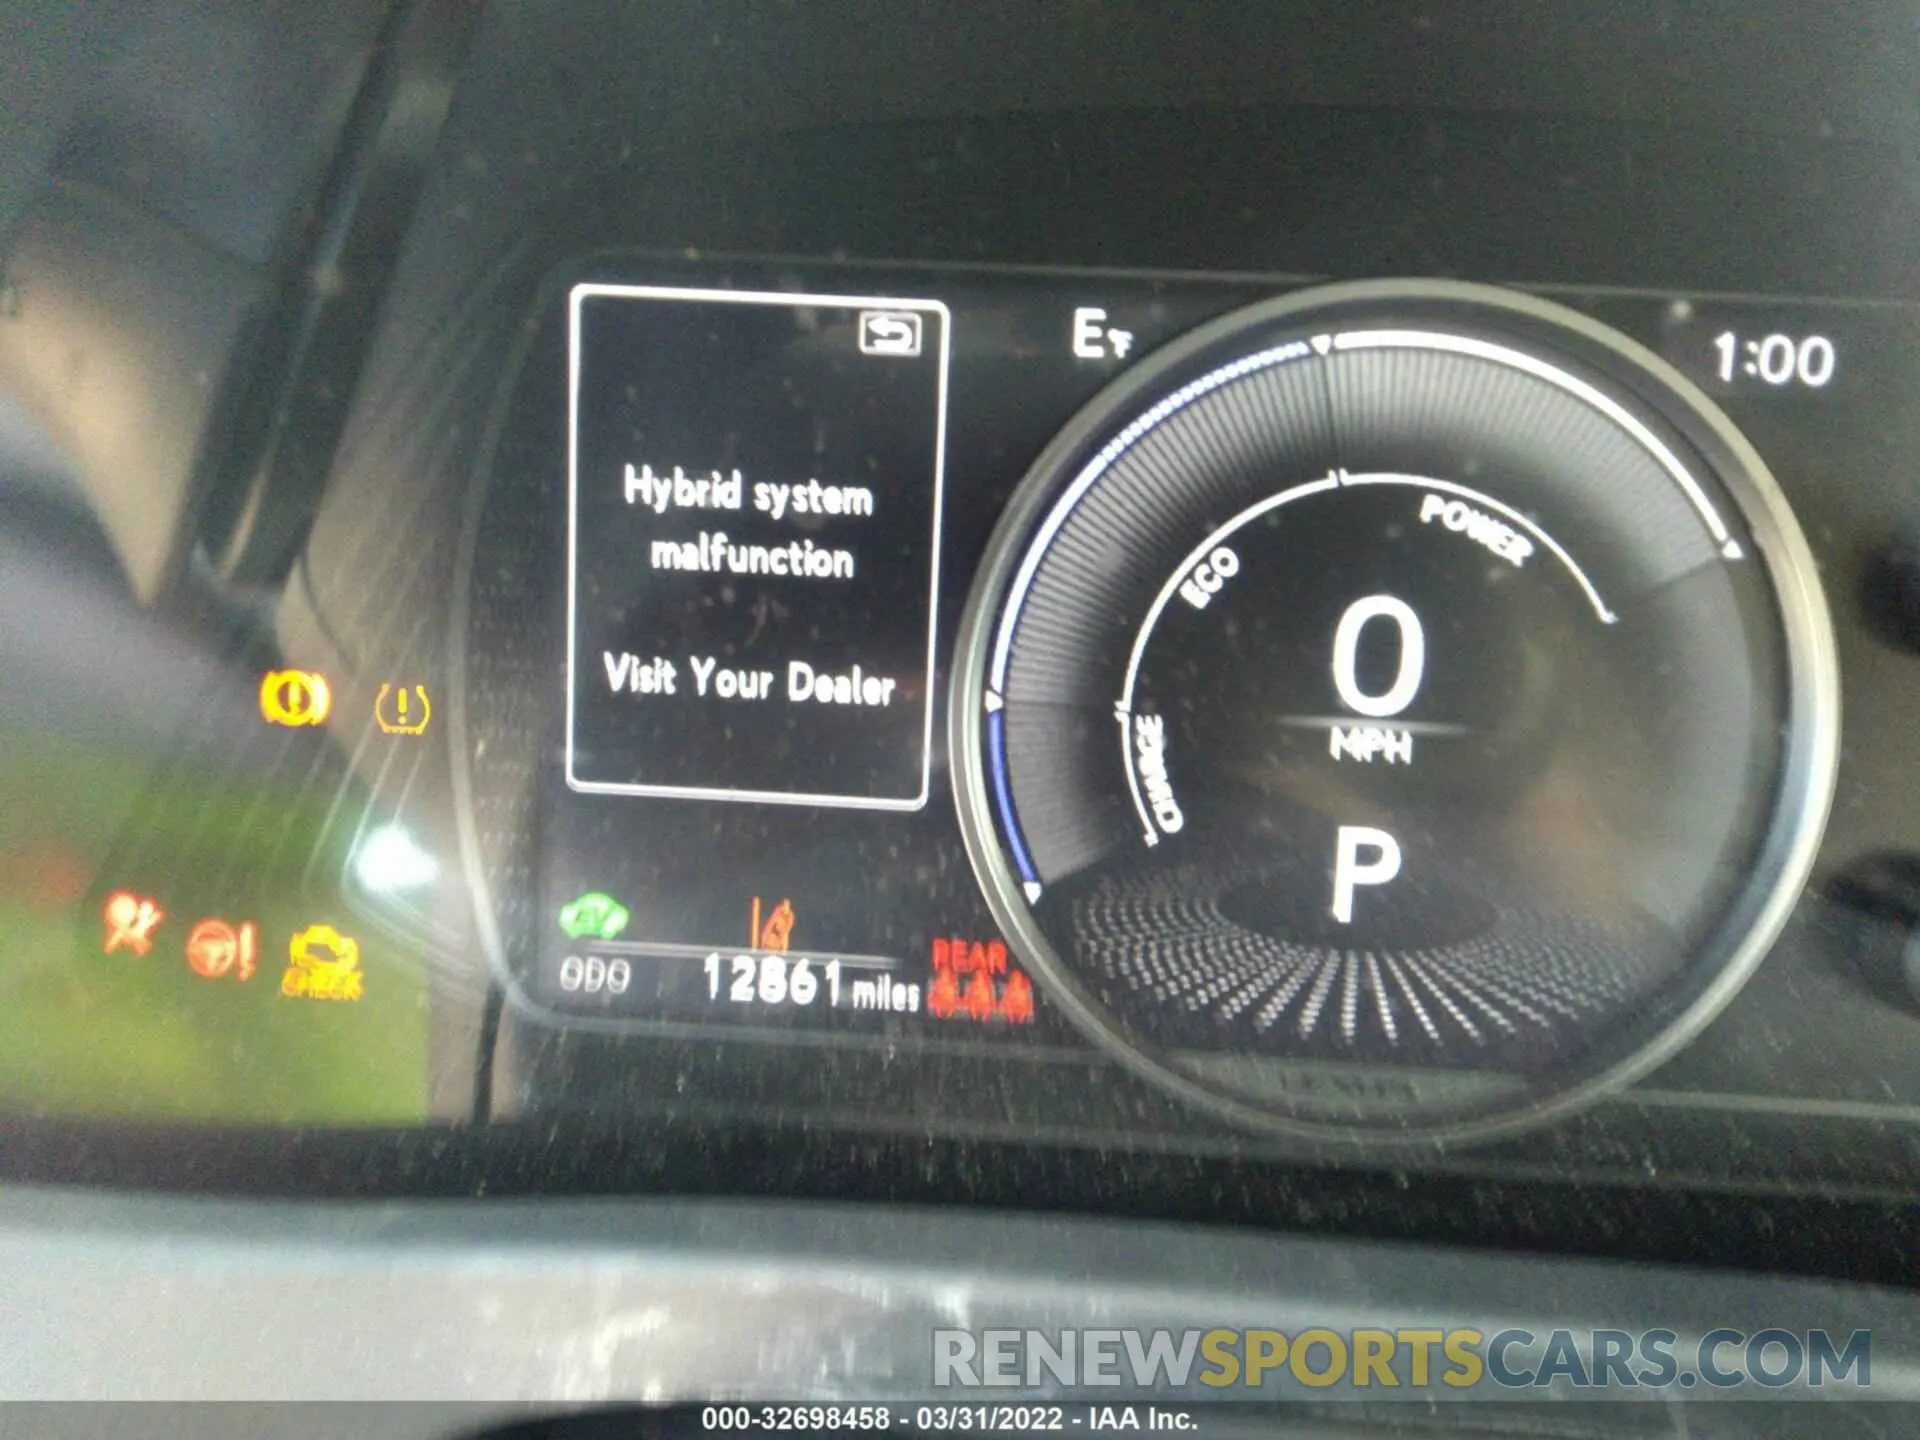 E
1:00
Hybrid system
malfunction
Visit Your Dealer
POWER
ECO
CHARGE
0
MPH
P
EV
CHECK
ODO 12861 miles
REAR
RENEWSPORTSCARS.COM
000-32698458 - 03/31/2022 - IAA Inc.